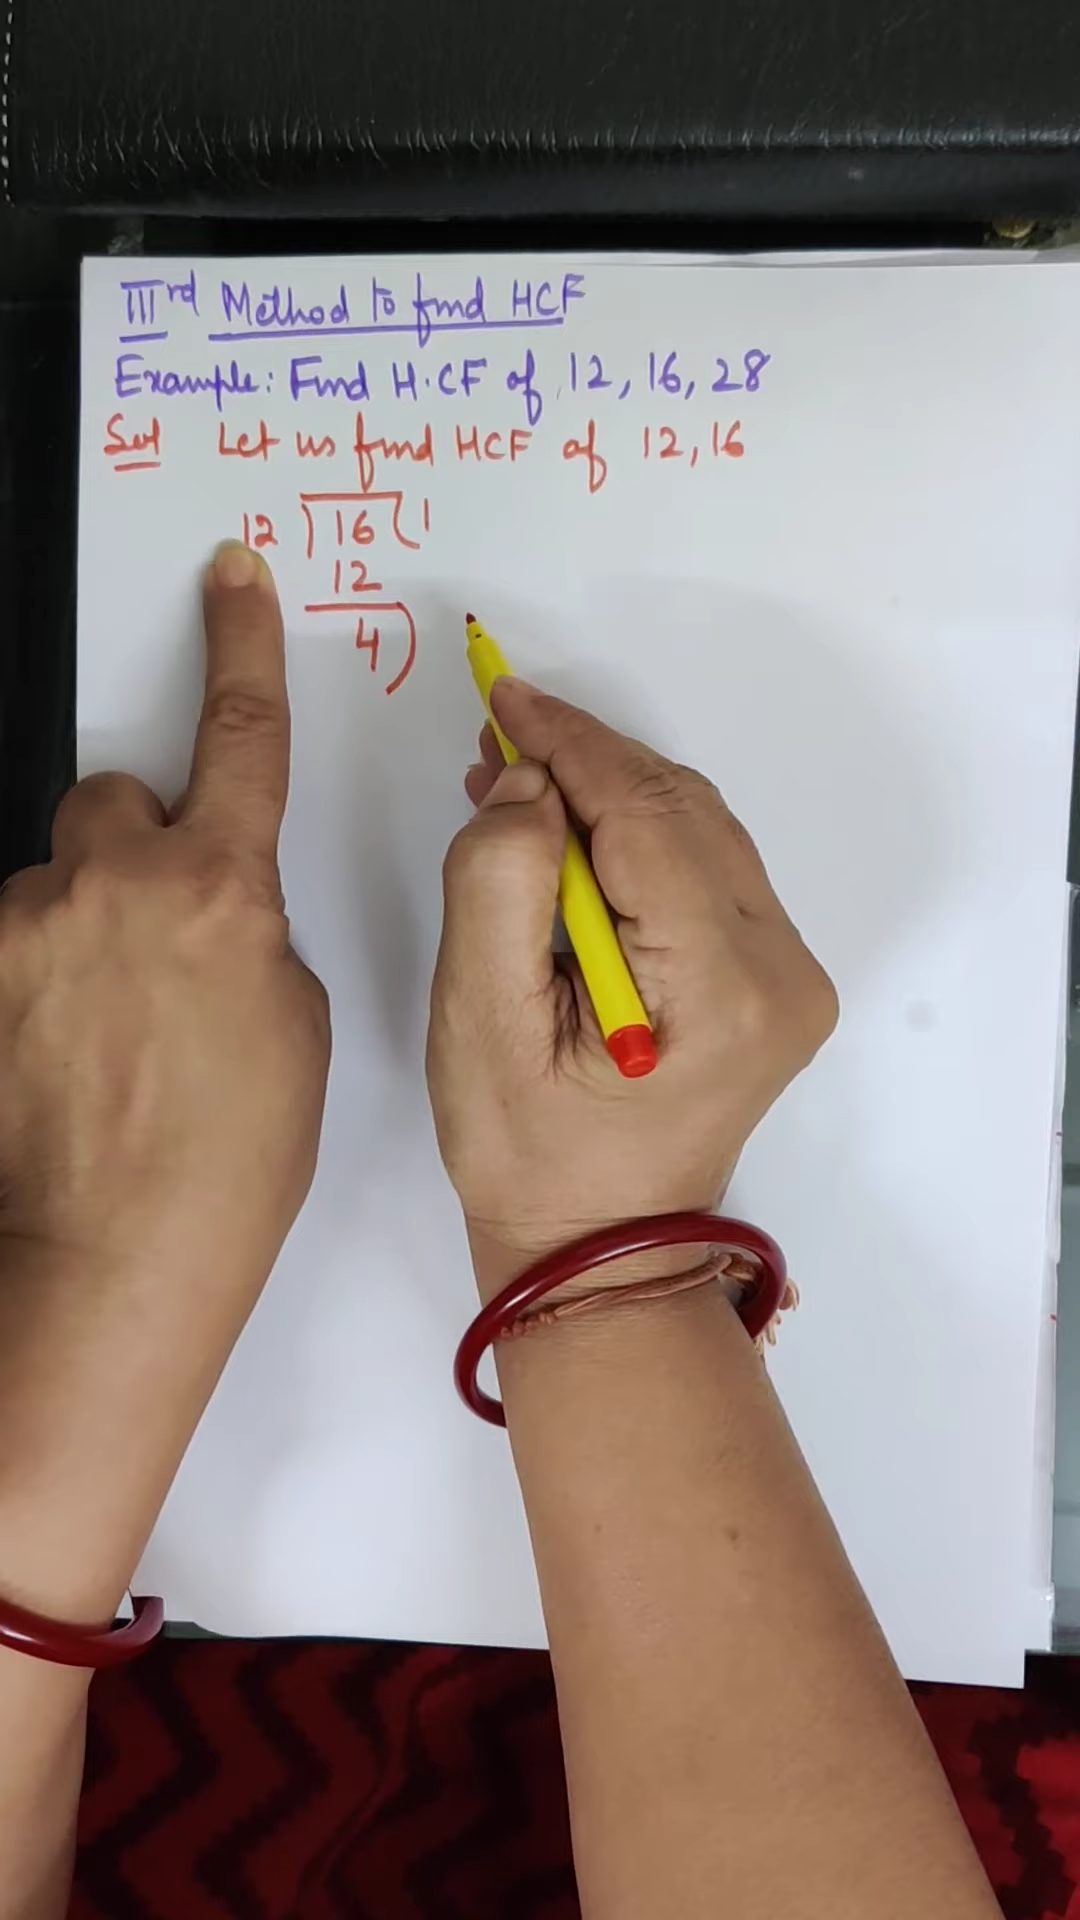 IIIrd Method to find HCF
Example: Find H.CF of 12, 16, 28
Sol Let us find HCF of 12, 16
12 ) 16 ( 1
12
4 )